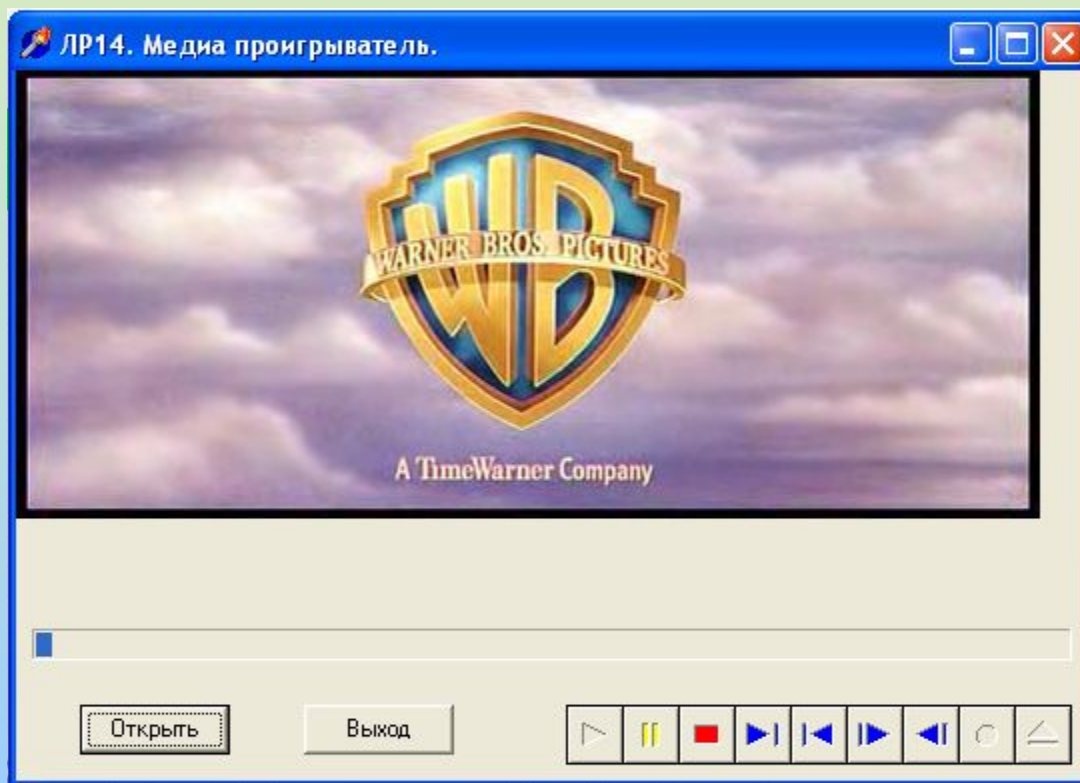 ЛР14. Медиа проигрыватель.
WB
WARNER BROS. PICTURES
A TimeWarner Company
Открыть
Выход